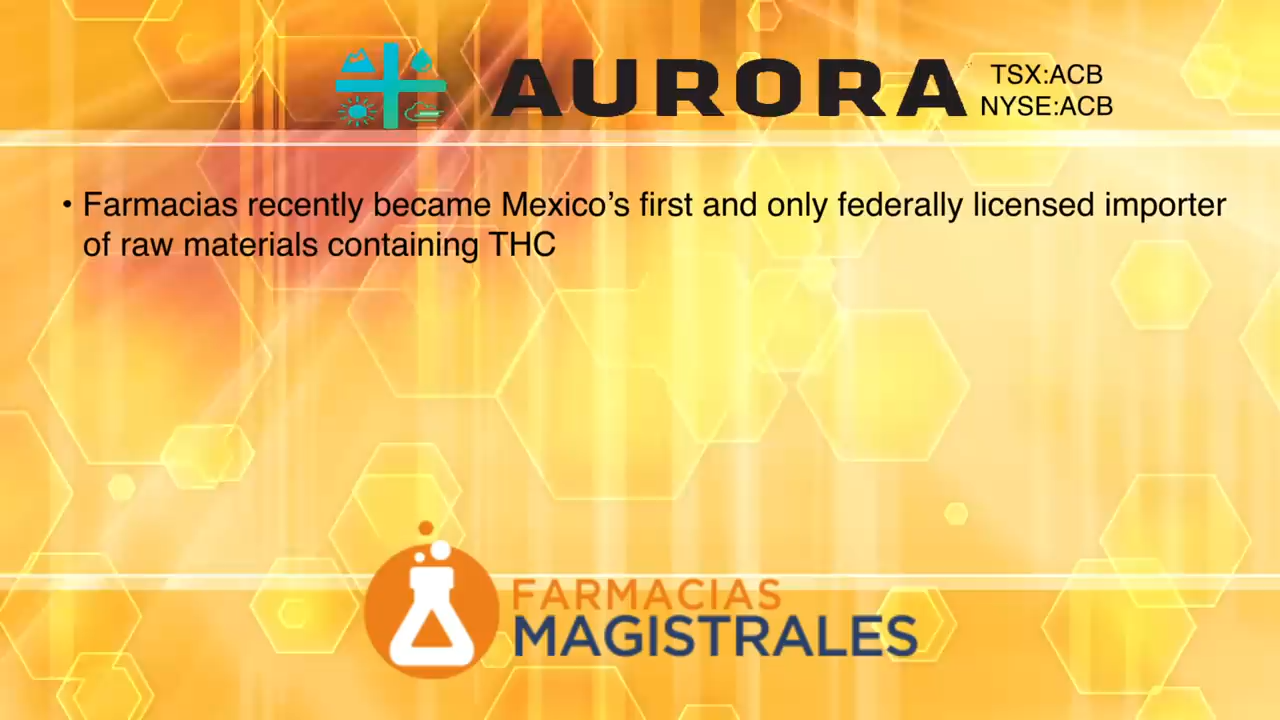 AURORA
TSX:ACB
NYSE:ACB
• Farmacias recently became Mexico's first and only federally licensed importer
of raw materials containing THC
FARMACIAS
MAGISTRALES